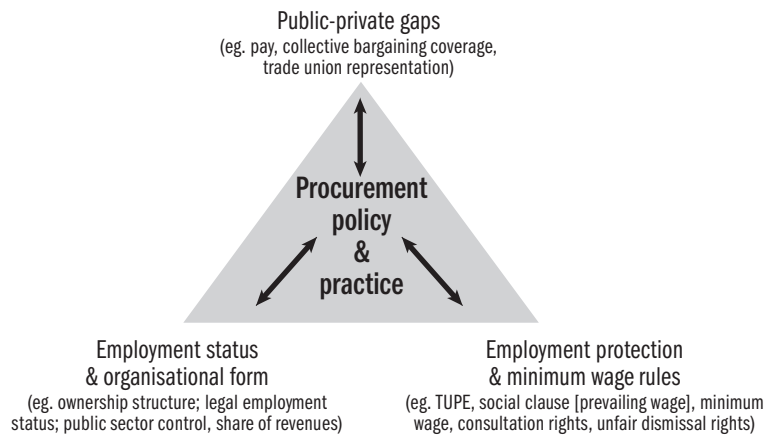 Public-private gaps
(eg. pay, collective bargaining coverage,
trade union representation)
Procurement
policy
&
practice
Employment status
& organisational form
(eg. ownership structure; legal employment
status; public sector control, share of revenues)
Employment protection
& minimum wage rules
(eg. TUPE, social clause [prevailing wage], minimum
wage, consultation rights, unfair dismissal rights)